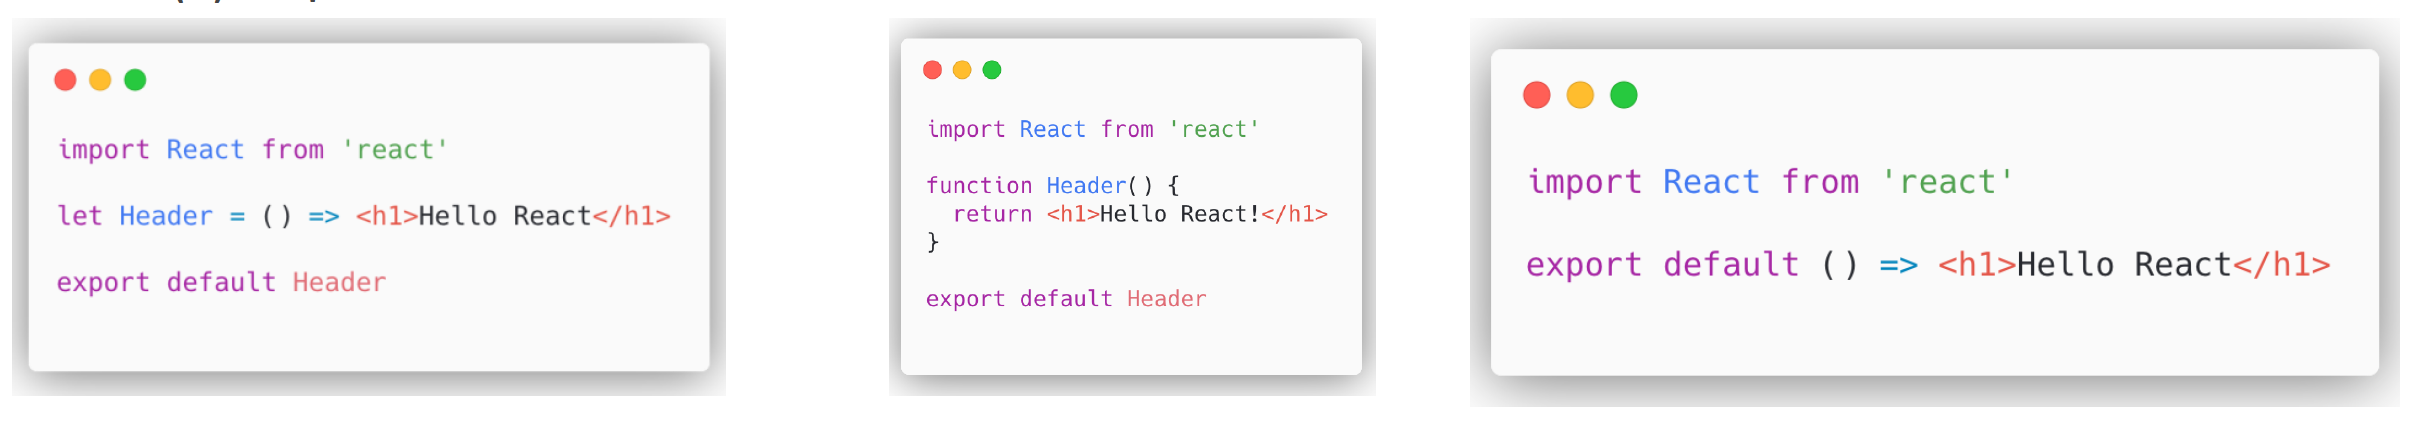 import React from 'react'
let Header = () => <h1>Hello React</h1>
export default Header
import React from 'react'
function Header() {
  return <h1>Hello React!</h1>
}
export default Header
import React from 'react'
export default () => <h1>Hello React</h1>